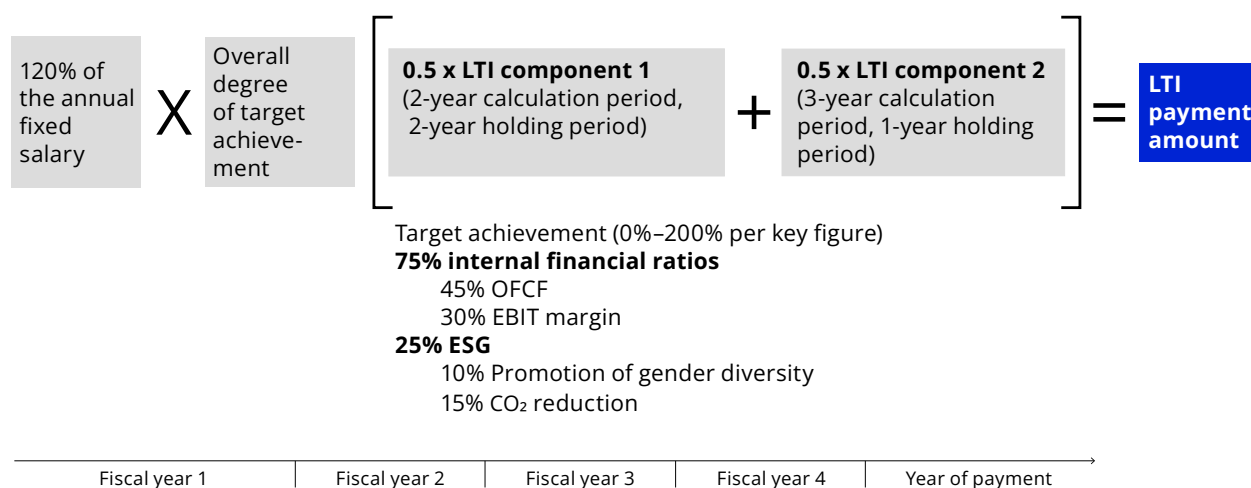 120% of
the annual
fixed
salary
X
Overall
degree
of target
achieve-
ment
0.5 x LTI component 1
(2-year calculation period,
2-year holding period)
+
0.5 x LTI component 2
(3-year calculation
period, 1-year holding
period)
=
LTI
payment
amount
Target achievement (0%–200% per key figure)
75% internal financial ratios
45% OFCF
30% EBIT margin
25% ESG
10% Promotion of gender diversity
15% CO₂ reduction
Fiscal year 1 Fiscal year 2 Fiscal year 3 Fiscal year 4 Year of payment